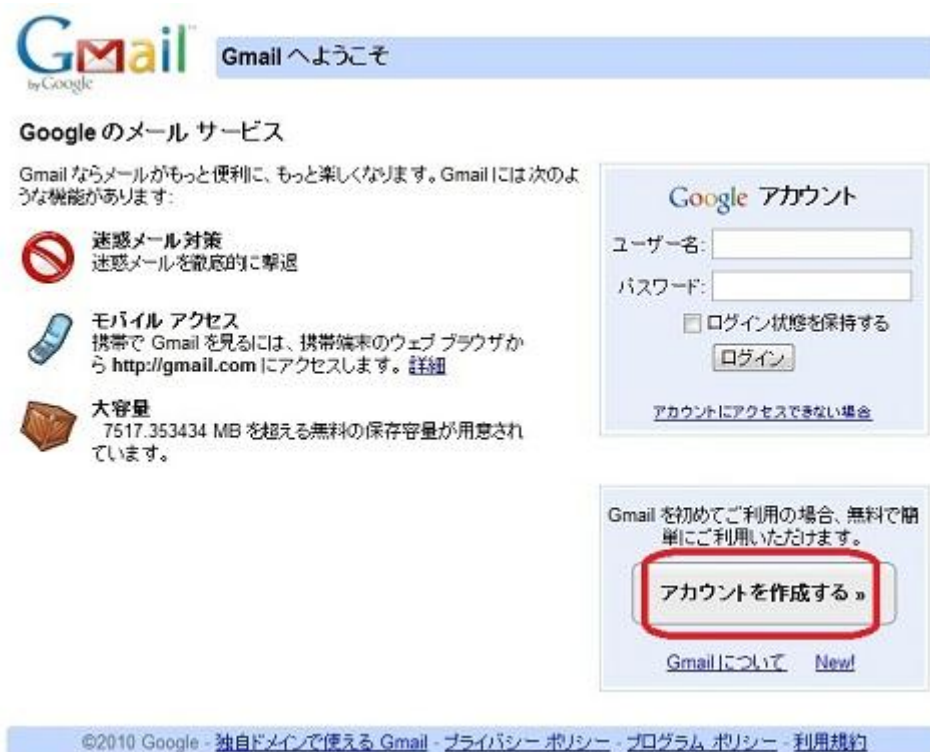 Gmail
by Google
Gmail へようこそ
Google のメール サービス
Gmail ならメールがもっと便利に、もっと楽しくなります。Gmail には次のよ
うな機能があります:
迷惑メール対策
迷惑メールを徹底的に撃退
モバイル アクセス
携帯で Gmail を見るには、携帯端末のウェブ ブラウザか
ら http://gmail.com にアクセスします。 詳細
大容量
7517.353434 MB を超える無料の保存容量が用意され
ています。
Google アカウント
ユーザー名:
パスワード:
ログイン状態を保持する
ログイン
アカウントにアクセスできない場合
Gmail を初めてご利用の場合、無料で簡
単にご利用いただけます。
アカウントを作成する »
Gmail について New!
©2010 Google - 独自ドメインで使える Gmail - プライバシー ポリシー - プログラム ポリシー - 利用規約